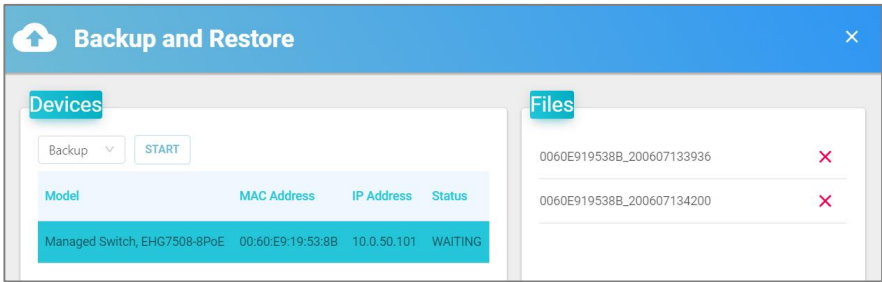 Backup and Restore
Devices
Backup START
Model MAC Address IP Address Status
Managed Switch, EHG7508-8PoE 00:60:E9:19:53:8B 10.0.50.101 WAITING
Files
0060E919538B_200607133936
0060E919538B_200607134200